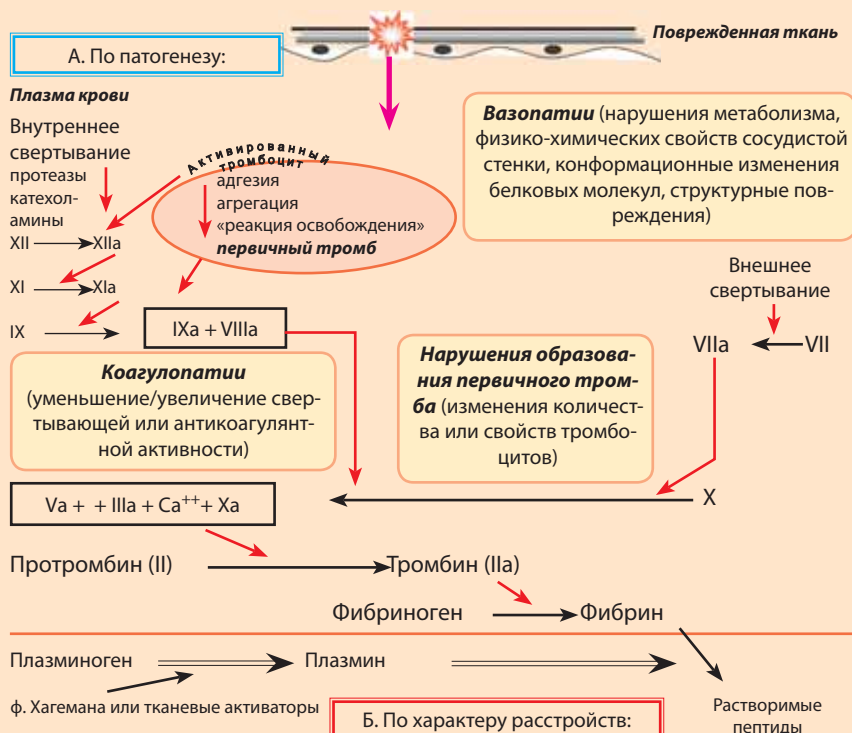 Поврежденная ткань
А. По патогенезу:
Плазма крови
Внутреннее
свертывание
протеазы
катехол-
амины
Активированный
тромбоцит
адгезия
агрегация
«реакция освобождения»
первичный тромб
Вазопатии (нарушения метаболизма,
физико-химических свойств сосудистой
стенки, конформационные изменения
белковых молекул, структурные пов-
реждения)
XII XIIa
XI XIa
IX
IXa + VIIIa
Внешнее
свертывание
VIIa VII
Коагулопатии
(уменьшение/увеличение свер-
тывающей или антикоагулянт-
ной активности)
Нарушения образова-
ния первичного тром-
ба (изменения количест-
ва или свойств тромбо-
цитов)
Va + + IIIa + Ca⁺⁺+ Xa
X
Протромбин (II) Тромбин (IIa)
Фибриноген Фибрин
Плазминоген Плазмин
ф. Хагемана или тканевые активаторы
Растворимые
пептиды
Б. По характеру расстройств: